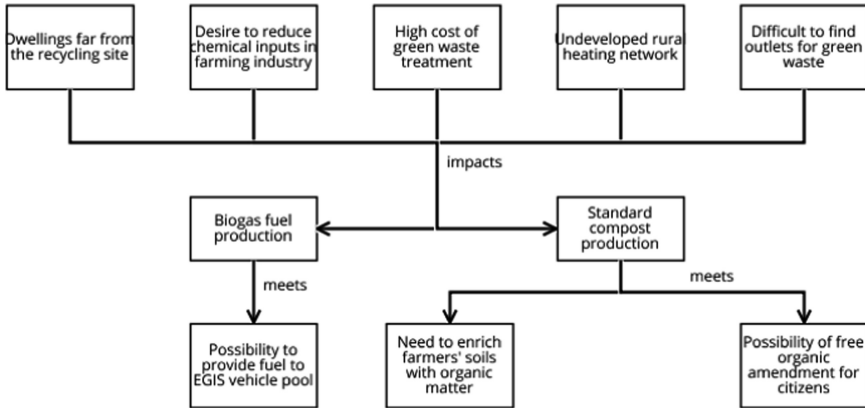 Dwellings far from
the recycling site
Desire to reduce
chemical inputs in
farming industry
High cost of
green waste
treatment
Undeveloped rural
heating network
Difficult to find
outlets for green
waste
impacts
Biogas fuel
production
Standard
compost
production
meets
meets
Possibility to
provide fuel to
EGIS vehicle pool
Need to enrich
farmers' soils
with organic
matter
Possibility of free
organic
amendment for
citizens